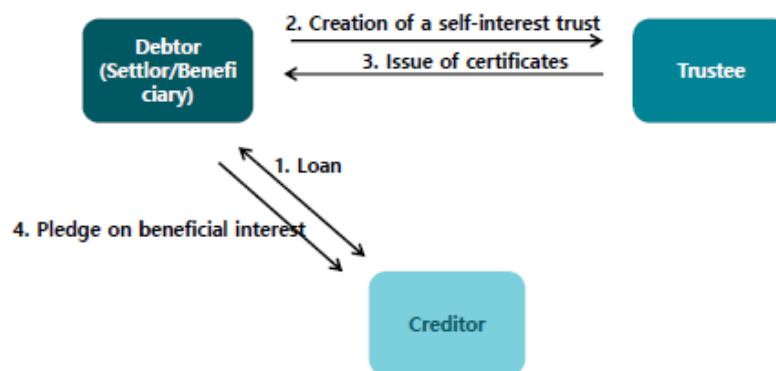 2. Creation of a self-interest trust
Debtor
(Settlor/Benefi
ciary)
3. Issue of certificates
Trustee
1. Loan
4. Pledge on beneficial interest
Creditor